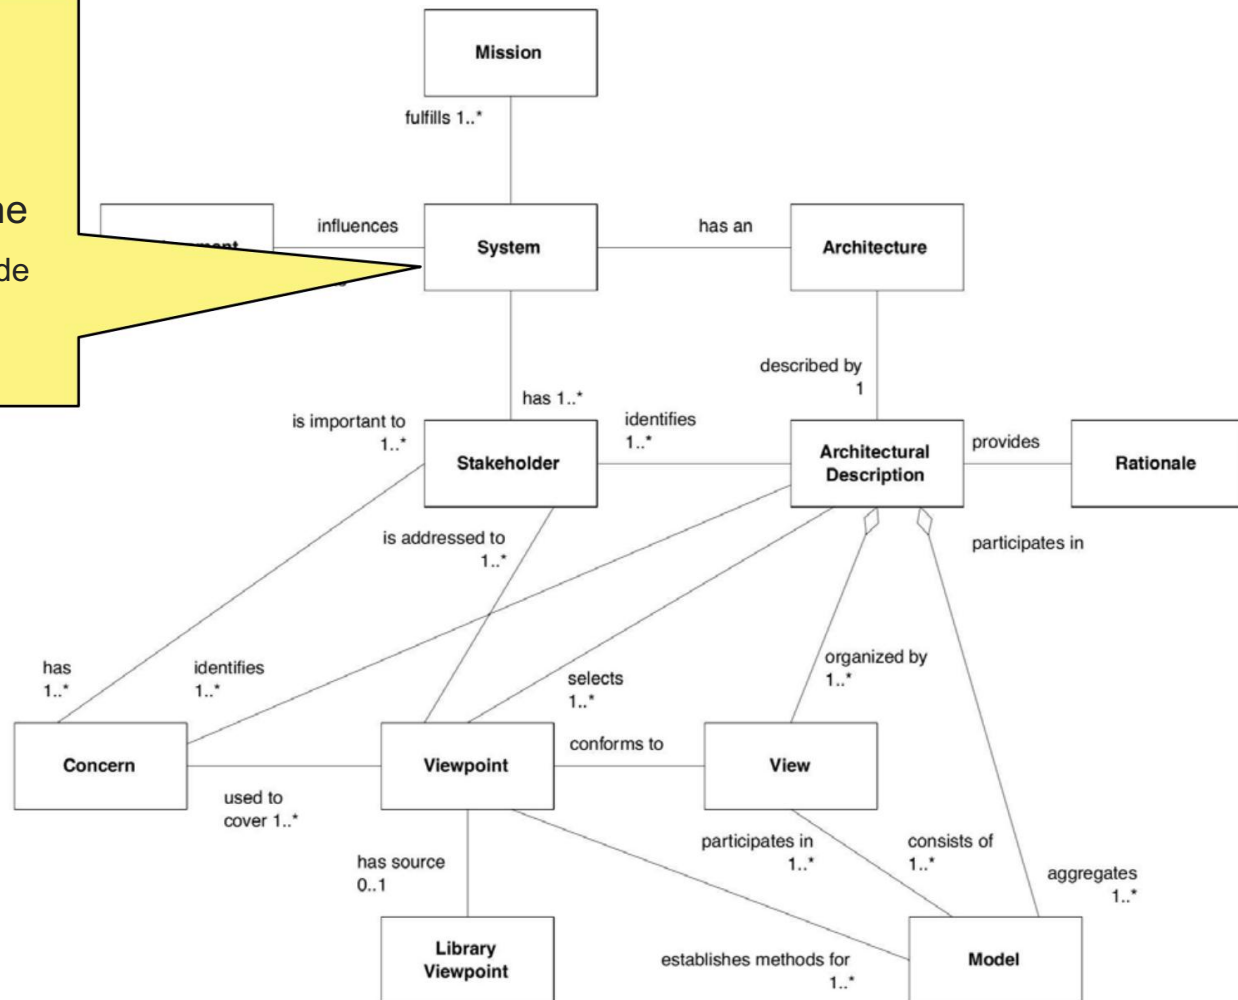 Mission
fulfills 1..*
ne
de
influences
System
has an
Architecture
described by
1
has 1..*
is important to
1..*
identifies
1..*
Stakeholder
Architectural
Description
provides
Rationale
is addressed to
1..*
participates in
has
1..*
identifies
1..*
selects
1..*
organized by
1..*
Concern
Viewpoint
conforms to
View
used to
cover 1..*
has source
0..1
participates in
1..*
consists of
1..*
aggregates
1..*
Library
Viewpoint
establishes methods for
1..*
Model